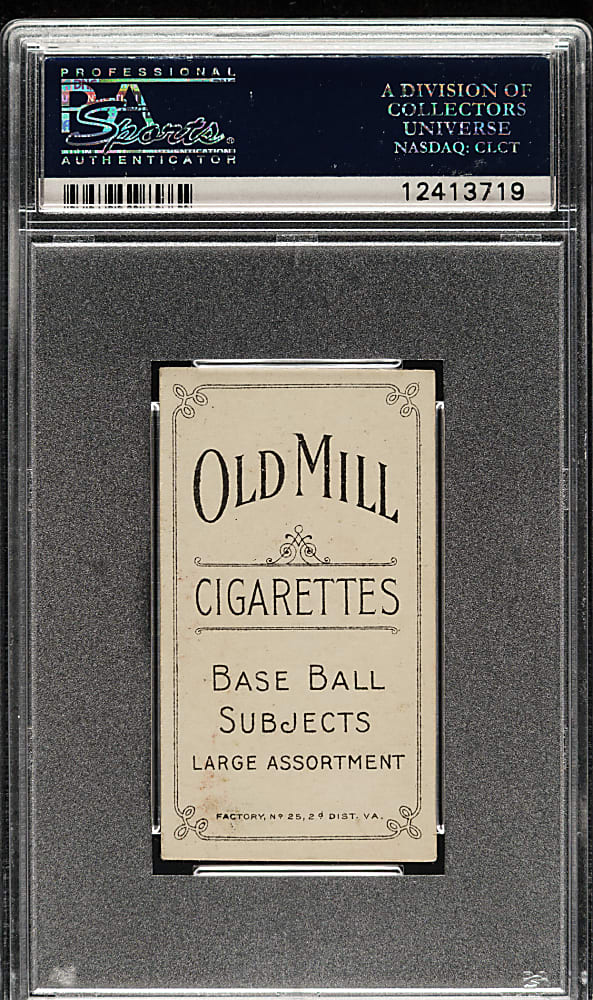 PROFESSIONAL
PSA
Sports
AUTHENTICATOR
A DIVISION OF
COLLECTORS
UNIVERSE
NASDAQ: CLCT
12413719
OLD MILL
CIGARETTES
BASE BALL
SUBJECTS
LARGE ASSORTMENT
FACTORY, Nº 25, 2ᵈ DIST. VA.